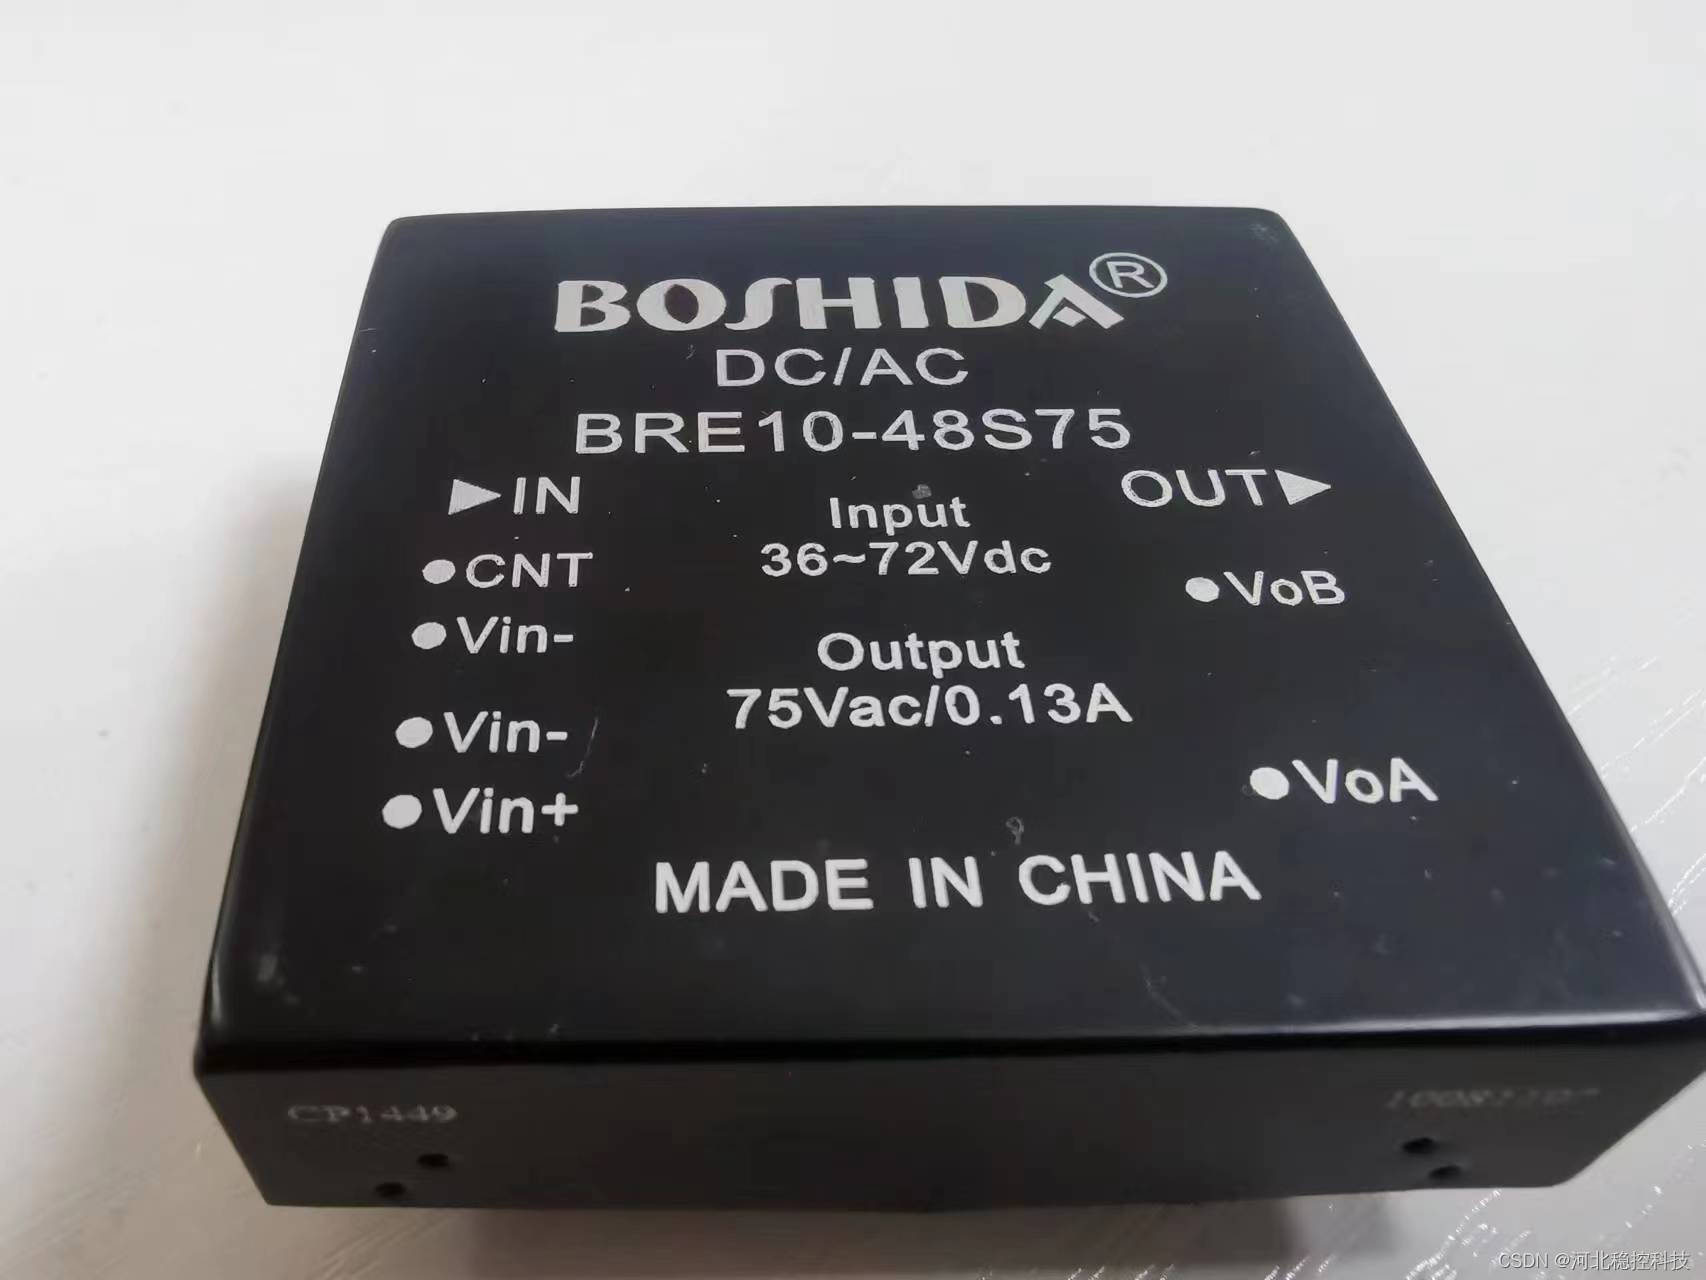 BOSHIDA®
DC/AC
BRE10-48S75
▶IN
Input
OUT▶
36~72Vdc
●CNT
●VoB
●Vin-
Output
75Vac/0.13A
●Vin-
●VoA
●Vin+
MADE IN CHINA
CP1449
CSDN @河北稳控科技